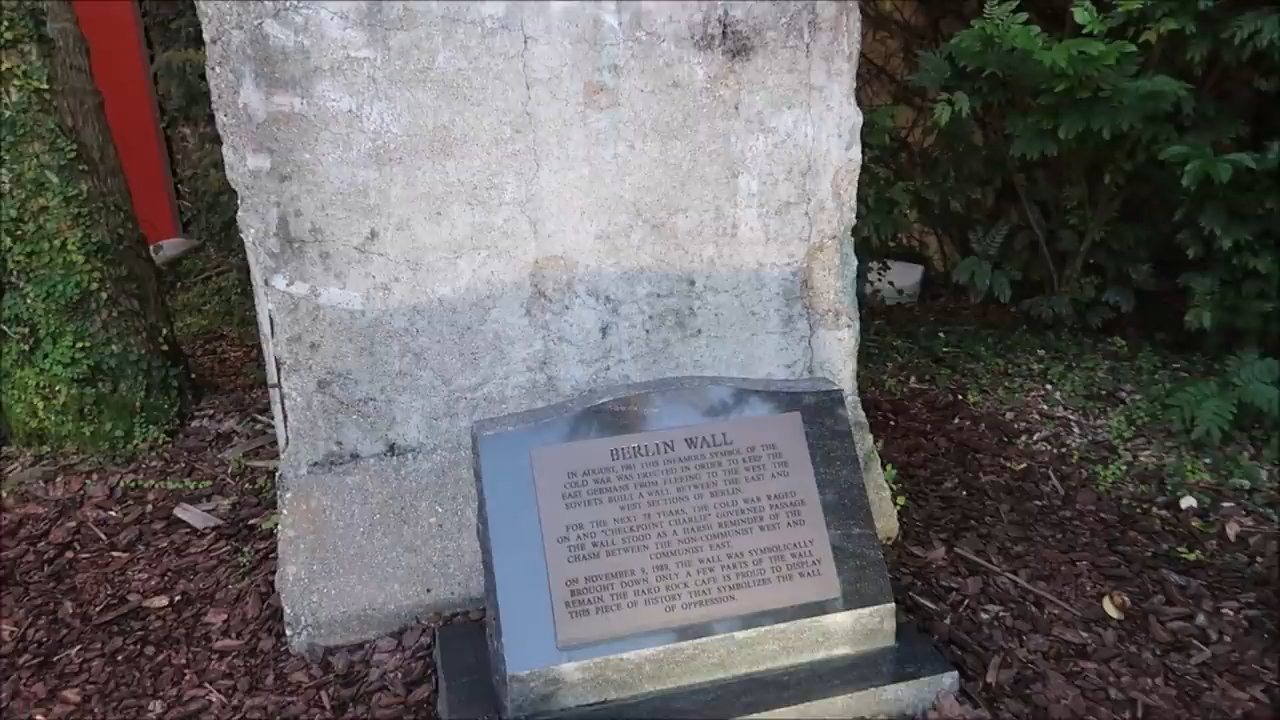 BERLIN WALL
IN AUGUST, 1961 THIS INFAMOUS SYMBOL OF THE
COLD WAR WAS ERECTED IN ORDER TO KEEP THE
EAST GERMANS FROM FLEEING TO THE WEST. THE
SOVIETS BUILT A WALL BETWEEN THE EAST AND
WEST SECTIONS OF BERLIN.
FOR THE NEXT 28 YEARS, THE COLD WAR RAGED
ON AND "CHECKPOINT CHARLIE" GOVERNED PASSAGE
THE WALL STOOD AS A HARSH REMINDER OF THE
CHASM BETWEEN THE NON-COMMUNIST WEST AND
COMMUNIST EAST.
ON NOVEMBER 9, 1989, THE WALL WAS SYMBOLICALLY
BROUGHT DOWN. ONLY A FEW PARTS OF THE WALL
REMAIN. THE HARD ROCK CAFE IS PROUD TO DISPLAY
THIS PIECE OF HISTORY THAT SYMBOLIZES THE WALL
OF OPPRESSION.